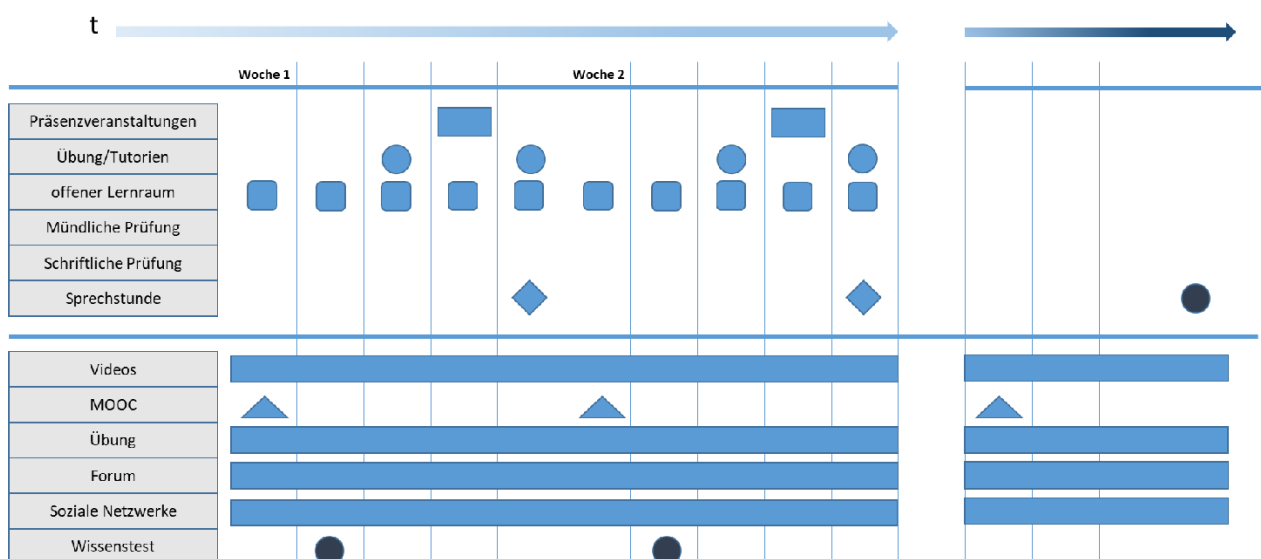 t
Woche 1
Woche 2
Präsenzveranstaltungen
Übung/Tutorien
offener Lernraum
Mündliche Prüfung
Schriftliche Prüfung
Sprechstunde
Videos
MOOC
Übung
Forum
Soziale Netzwerke
Wissenstest